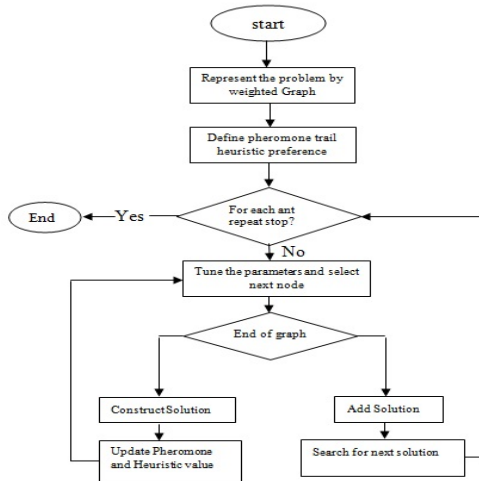 start
Represent the problem by
weighted Graph
Define pheromone trail
heuristic preference
For each ant
repeat stop?
End
Yes
No
Tune the parameters and select
next node
End of graph
Construct Solution
Add Solution
Update Pheromone
and Heuristic value
Search for next solution